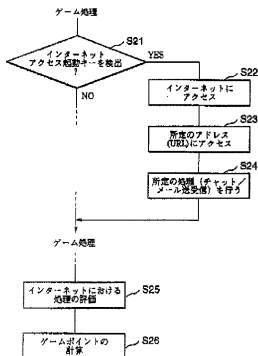 ゲーム処理
S21
インターネット
アクセス起動キーを検出
?
YES
NO
S22
インターネットに
アクセス
S23
所定のアドレス
(URL)にアクセス
S24
所定の処理（チャット／
メール送受信）を行う
ゲーム処理
S25
インターネットにおける
処理の評価
S26
ゲームポイントの
計算